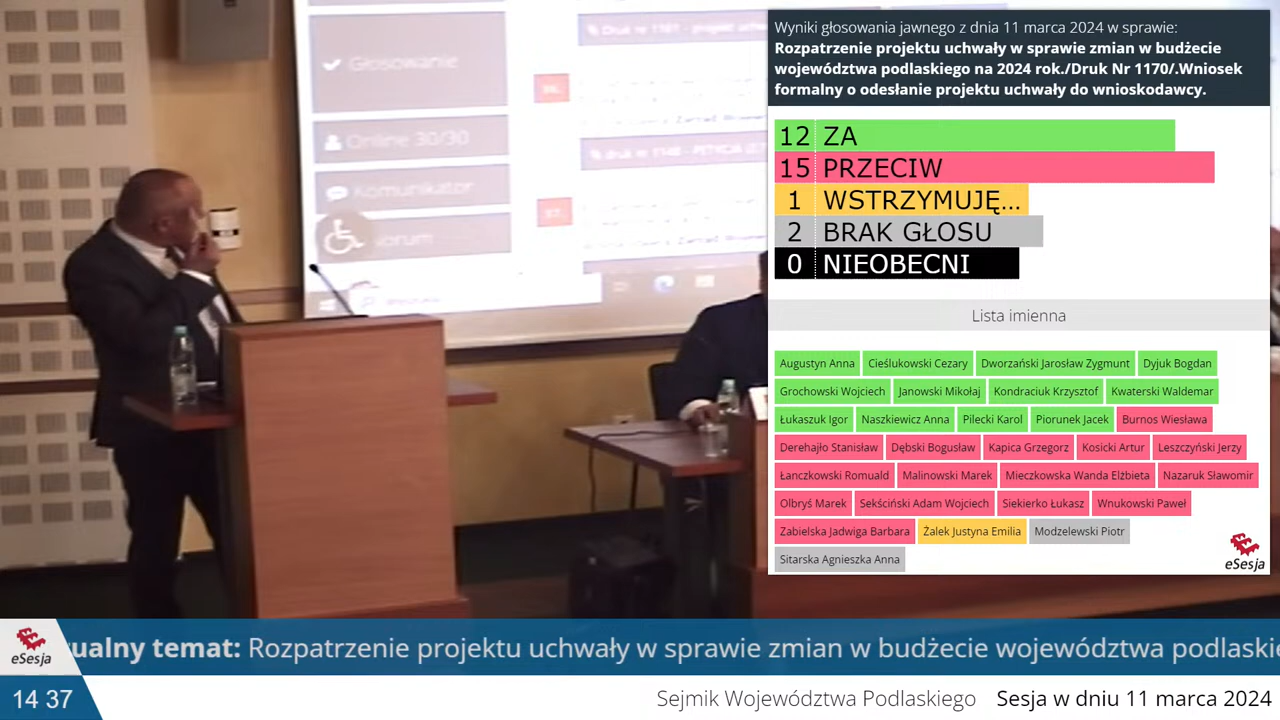 Głosowanie
Online 30/30
Komunikator
Wyniki głosowania jawnego z dnia 11 marca 2024 w sprawie:
Rozpatrzenie projektu uchwały w sprawie zmian w budżecie
województwa podlaskiego na 2024 rok./Druk Nr 1170/.Wniosek
formalny o odesłanie projektu uchwały do wnioskodawcy.
12 ZA
15 PRZECIW
1 WSTRZYMUJĘ...
2 BRAK GŁOSU
0 NIEOBECNI
Lista imienna
Augustyn Anna Cieślukowski Cezary Dworzański Jarosław Zygmunt Dyjuk Bogdan
Grochowski Wojciech Janowski Mikołaj Kondraciuk Krzysztof Kwaterski Waldemar
Łukaszuk Igor Naszkiewicz Anna Pilecki Karol Piorunek Jacek Burnos Wiesława
Derehajło Stanisław Dębski Bogusław Kapica Grzegorz Kosicki Artur Leszczyński Jerzy
Łanczkowski Romuald Malinowski Marek Mieczkowska Wanda Elżbieta Nazaruk Sławomir
Olbryś Marek Sekściński Adam Wojciech Siekierko Łukasz Wnukowski Paweł
Zabielska Jadwiga Barbara Żalek Justyna Emilia Modzelewski Piotr
Sitarska Agnieszka Anna
eSesja
eSesja
ualny temat: Rozpatrzenie projektu uchwały w sprawie zmian w budżecie województwa podlaskie
14 37
Sejmik Województwa Podlaskiego Sesja w dniu 11 marca 2024